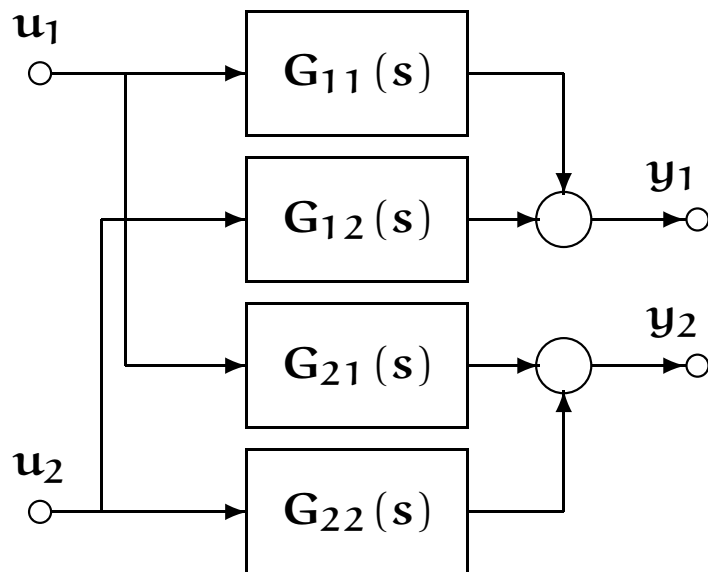 u₁
G₁₁(s)
y₁
G₁₂(s)
y₂
G₂₁(s)
u₂
G₂₂(s)